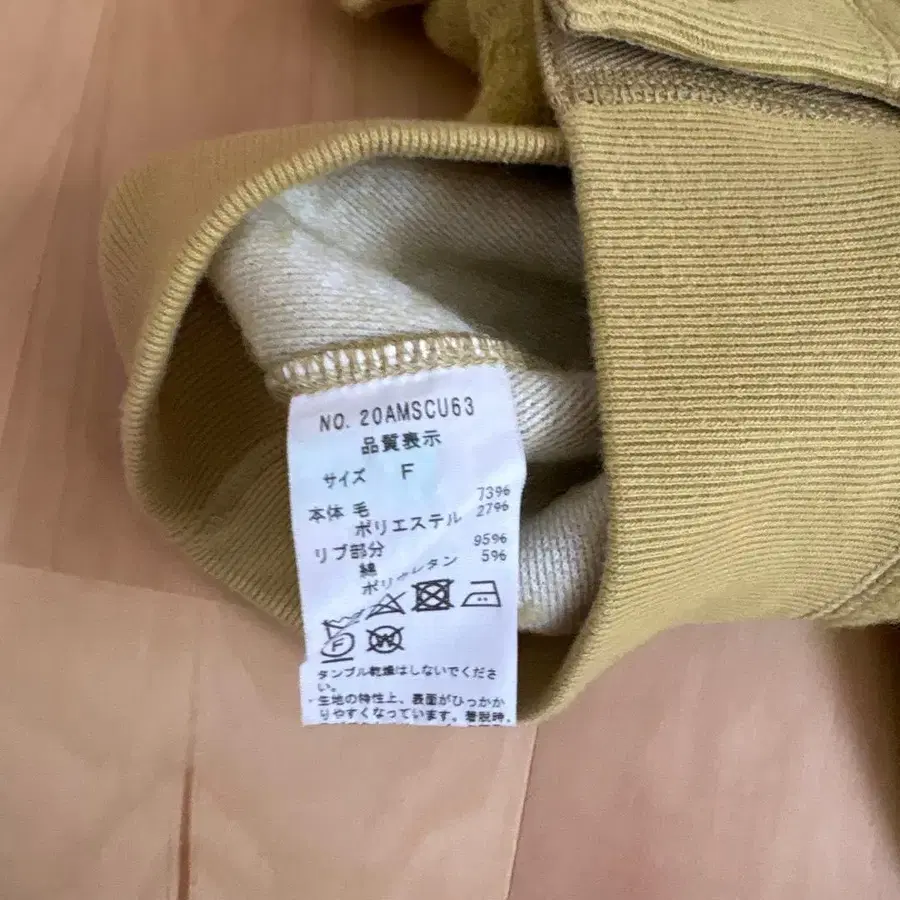 NO. 20AMSCU63
品質表示
サイズ F
本体 毛 73%
ポリエステル 27%
リブ部分
綿 95%
ポリウレタン 5%
F W
タンブル乾燥はしないでくださ
い。
・生地の特性上、表面がひっかか
りやすくなっています。着脱時、